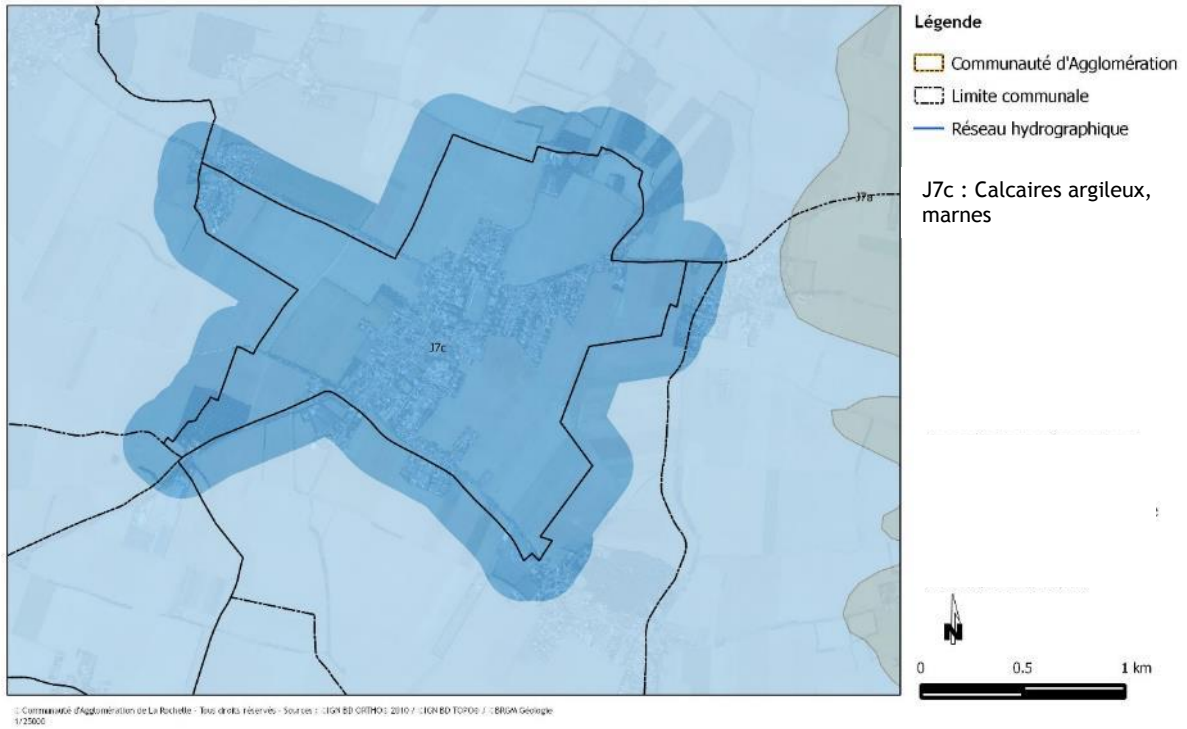 Légende
Communauté d'Agglomération
Limite communale
Réseau hydrographique
J7c : Calcaires argileux,
marnes
J7a
J7c
N
0 0.5 1 km
© Communauté d'Agglomération de La Rochelle - Tous droits réservés - Sources : ©IGN BD ORTHO® 2010 / ©IGN BD TOPO® / ©BRGM Géologie
1/25000